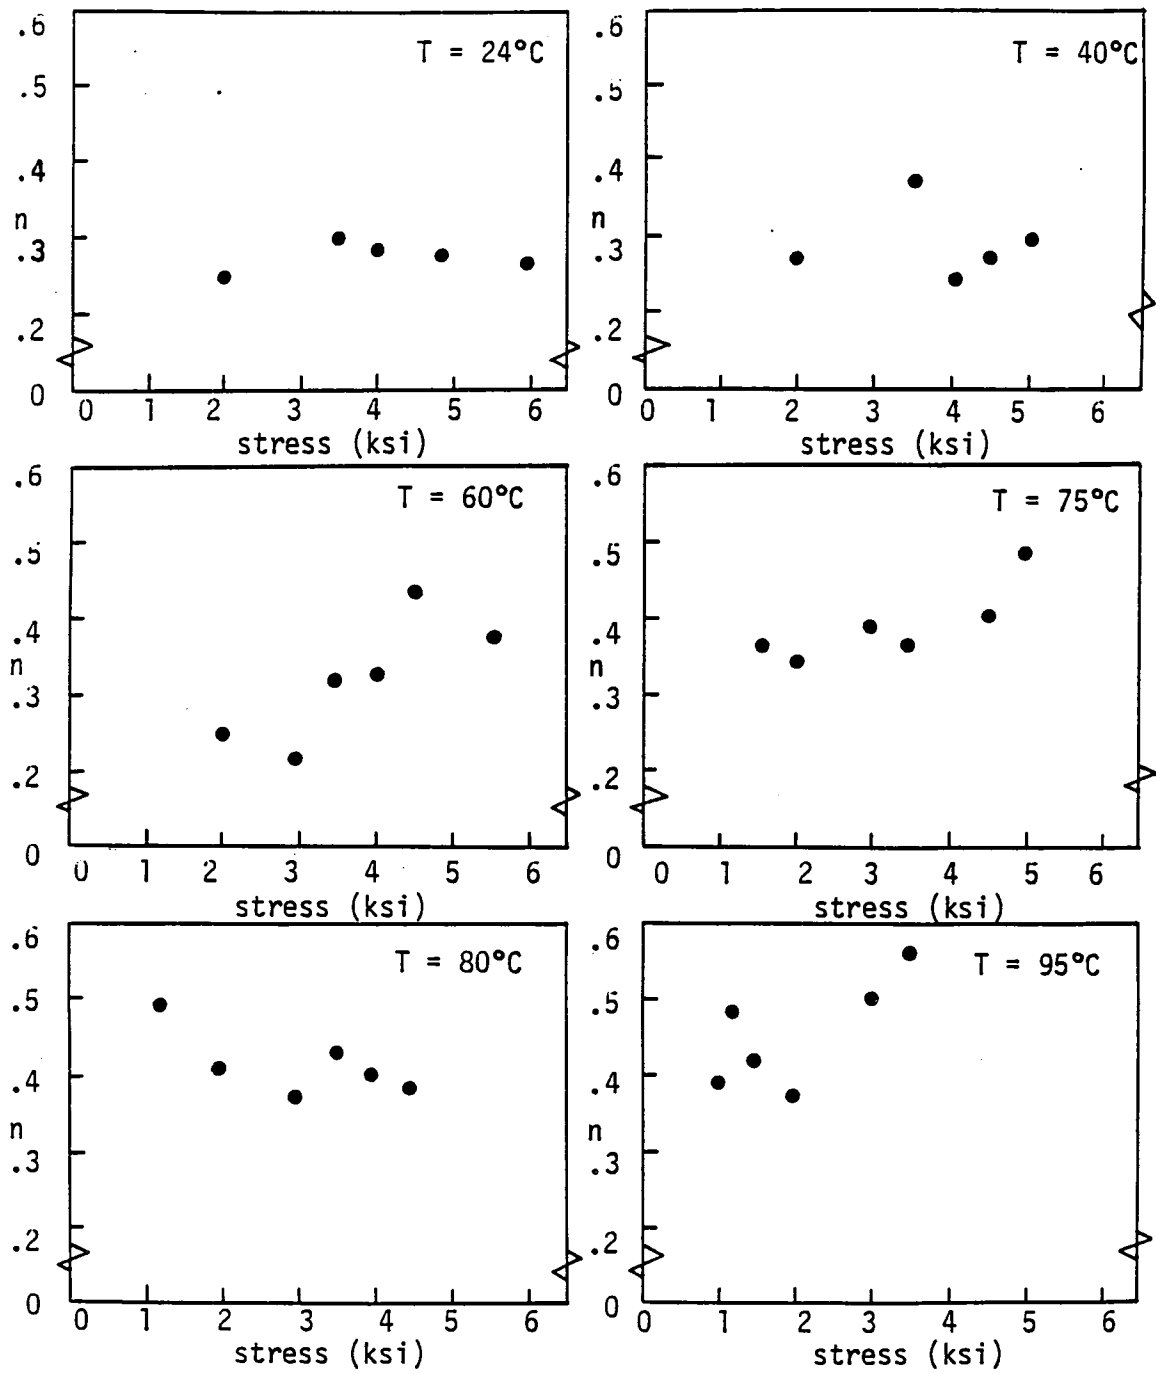 T = 24°C
.6
.5
.4
n
.3
.2
0
0 1 2 3 4 5 6
stress (ksi)
T = 40°C
.6
.5
.4
n
.3
.2
0
0 1 2 3 4 5 6
stress (ksi)
T = 60°C
.6
.5
.4
n
.3
.2
0
0 1 2 3 4 5 6
stress (ksi)
T = 75°C
.6
.5
.4
n
.3
.2
0
0 1 2 3 4 5 6
stress (ksi)
T = 80°C
.6
.5
.4
n
.3
.2
0
0 1 2 3 4 5 6
stress (ksi)
T = 95°C
.6
.5
.4
n
.3
.2
0
0 1 2 3 4 5 6
stress (ksi)